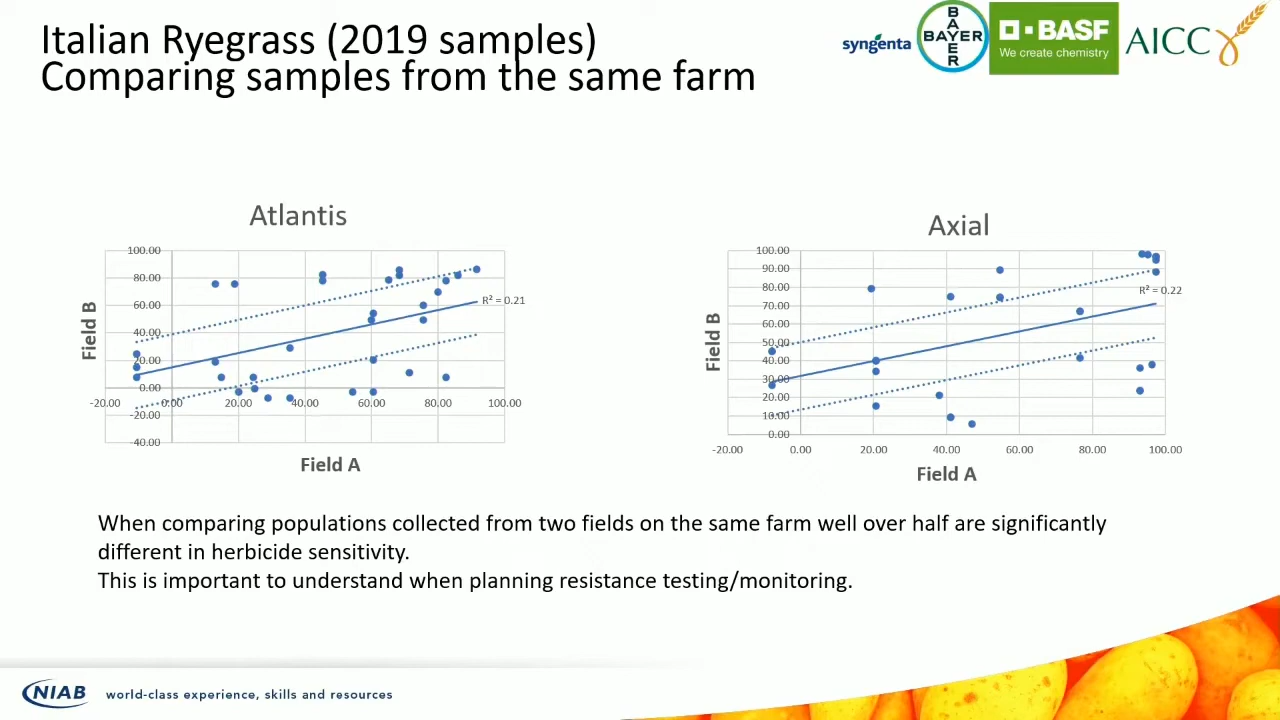 Italian Ryegrass (2019 samples)
Comparing samples from the same farm
syngenta
BAYER
BAYER
BASF
We create chemistry
AICC
Atlantis
100.00
80.00
60.00
40.00
20.00
0.00
-20.00
-40.00
-20.00 0.00 20.00 40.00 60.00 80.00 100.00
Field B
Field A
R² = 0.21
Axial
100.00
90.00
80.00
70.00
60.00
50.00
40.00
30.00
20.00
10.00
0.00
-20.00 0.00 20.00 40.00 60.00 80.00 100.00
Field B
Field A
R² = 0.22
When comparing populations collected from two fields on the same farm well over half are significantly
different in herbicide sensitivity.
This is important to understand when planning resistance testing/monitoring.
NIAB
world-class experience, skills and resources